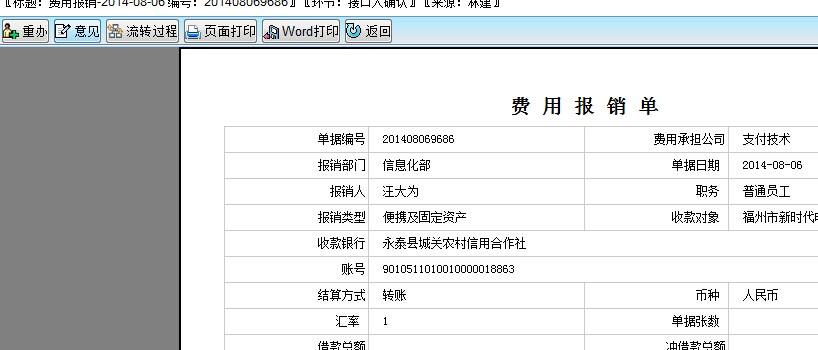 〖标题：费用报销-2014-08-06 编号：201408069686〗〖环节：接口人确认〗〖来源：林建〗
重办 意见 流转过程 页面打印 Word打印 返回
费 用 报 销 单
单据编号 201408069686 费用承担公司 支付技术
报销部门 信息化部 单据日期 2014-08-06
报销人 汪大为 职务 普通员工
报销类型 便携及固定资产 收款对象 福州市新时代
收款银行 永泰县城关农村信用合作社
账号 9010511010010000018863
结算方式 转账 币种 人民币
汇率 1 单据张数
借款总额 冲借款总额